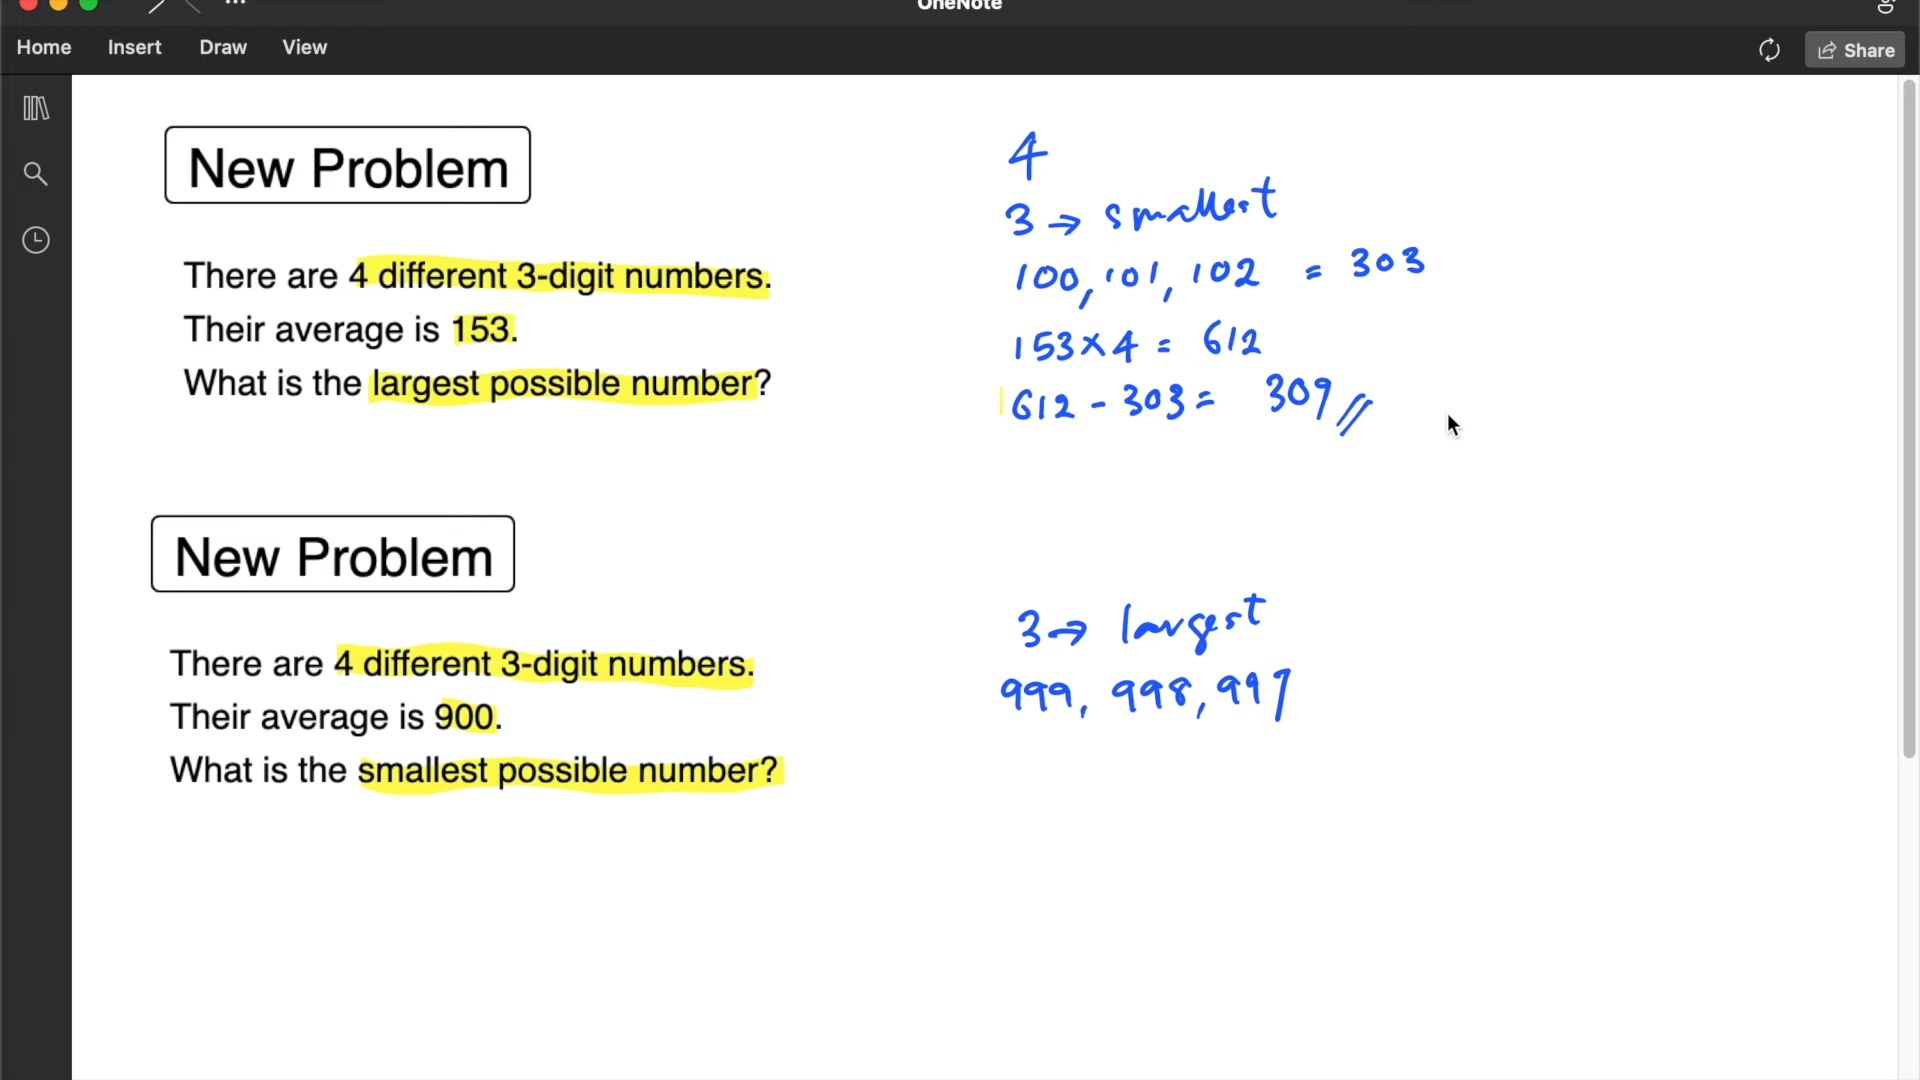 OneNote
Home Insert Draw View Share
New Problem
There are 4 different 3-digit numbers.
Their average is 153.
What is the largest possible number?
4
3 → smallest
100, 101, 102 = 303
153 × 4 = 612
612 - 303 = 309
New Problem
There are 4 different 3-digit numbers.
Their average is 900.
What is the smallest possible number?
3 → largest
999, 998, 997